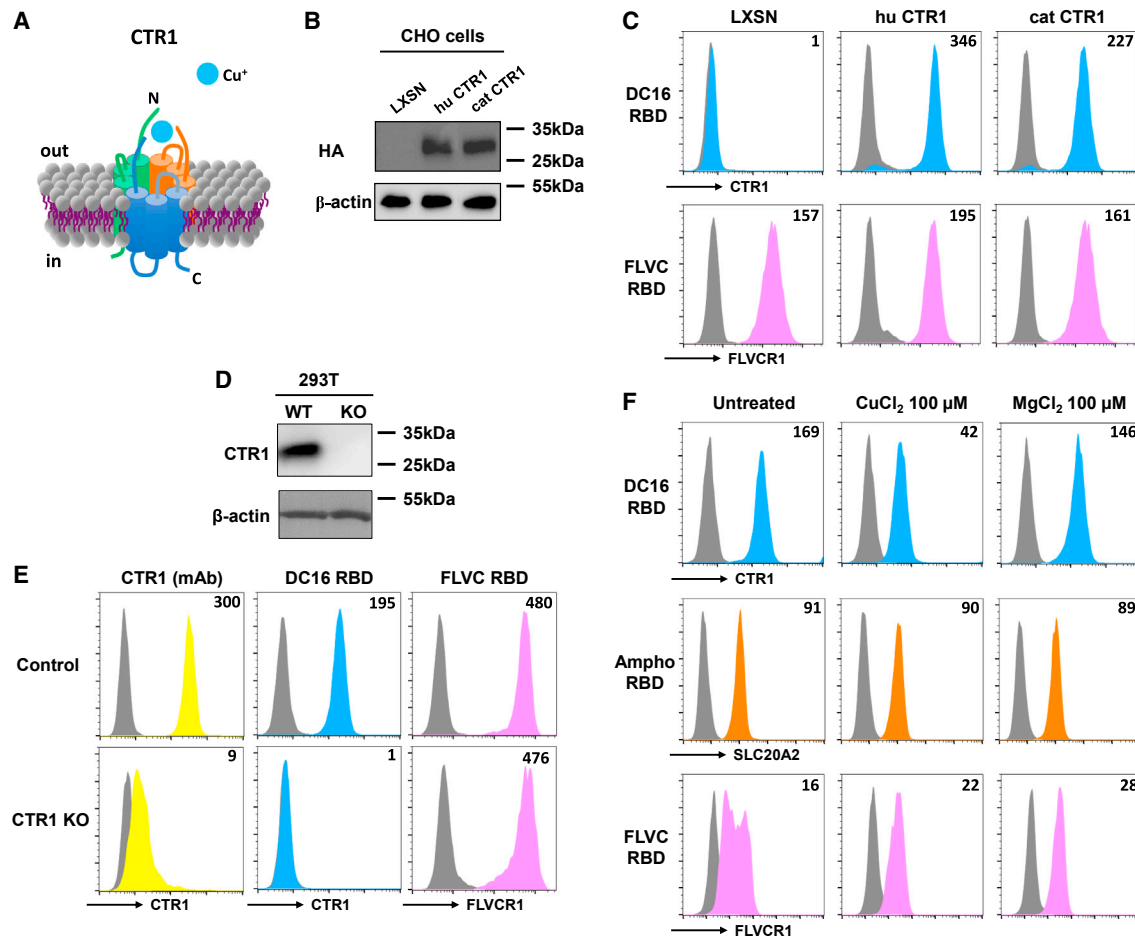 A
CTR1
Cu⁺
N
out
in
C
B
CHO cells
LXSN
hu CTR1
cat CTR1
HA
35kDa
25kDa
55kDa
β-actin
C
LXSN
hu CTR1
cat CTR1
DC16 RBD
1
346
227
CTR1
FLVC RBD
157
195
161
FLVCR1
D
293T
WT KO
CTR1
35kDa
25kDa
55kDa
β-actin
E
CTR1 (mAb)
DC16 RBD
FLVC RBD
Control
300
195
480
CTR1 KO
9
1
476
CTR1
CTR1
FLVCR1
F
Untreated
CuCl₂ 100 µM
MgCl₂ 100 µM
DC16 RBD
169
42
146
CTR1
Ampho RBD
91
90
89
SLC20A2
FLVC RBD
16
22
28
FLVCR1